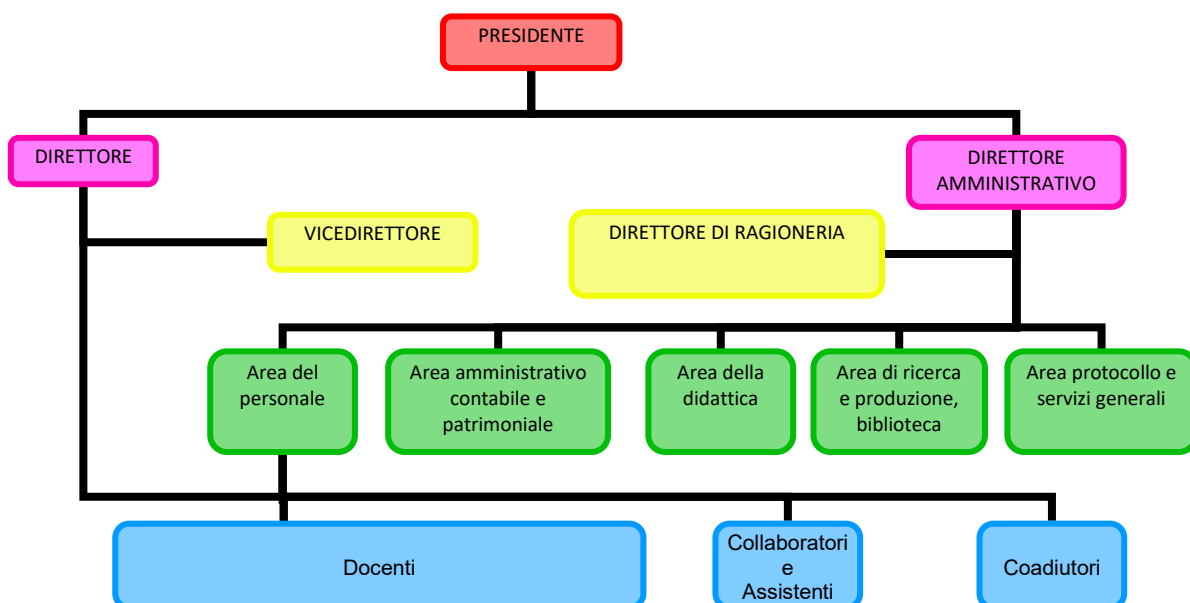 PRESIDENTE
DIRETTORE
DIRETTORE
AMMINISTRATIVO
VICEDIRETTORE
DIRETTORE DI RAGIONERIA
Area del
personale
Area amministrativo
contabile e
patrimoniale
Area della
didattica
Area di ricerca
e produzione,
biblioteca
Area protocollo e
servizi generali
Docenti
Collaboratori
e
Assistenti
Coadiutori